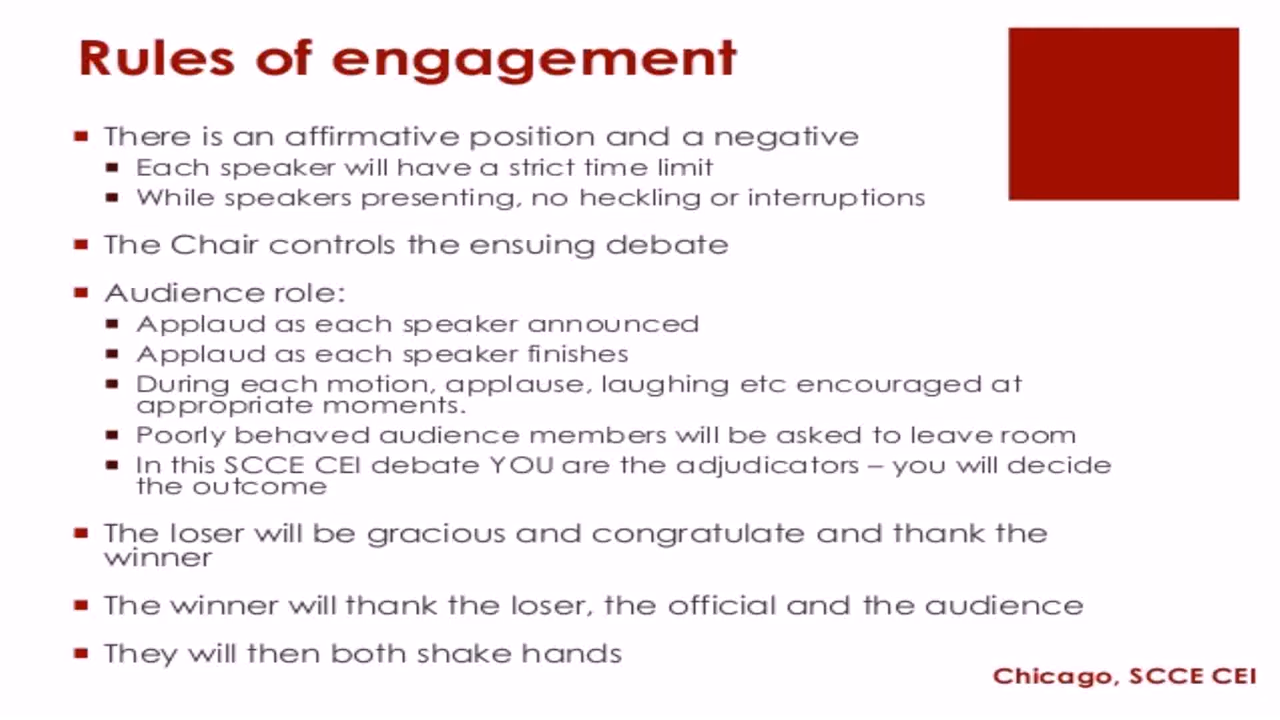 Rules of engagement
There is an affirmative position and a negative
Each speaker will have a strict time limit
While speakers presenting, no heckling or interruptions
The Chair controls the ensuing debate
Audience role:
Applaud as each speaker announced
Applaud as each speaker finishes
During each motion, applause, laughing etc encouraged at
appropriate moments.
Poorly behaved audience members will be asked to leave room
In this SCCE CEI debate YOU are the adjudicators – you will decide
the outcome
The loser will be gracious and congratulate and thank the
winner
The winner will thank the loser, the official and the audience
They will then both shake hands
Chicago, SCCE CEI